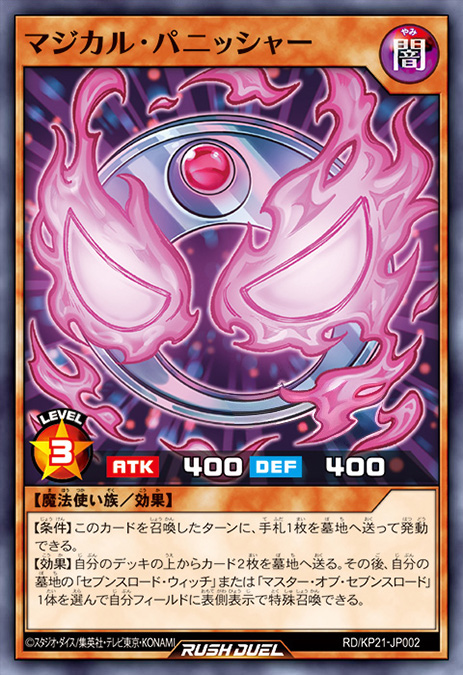 マジカル・パニッシャー
闇
やみ
LEVEL
3
ATK 400 DEF 400
【魔法使い族／効果】
【条件】このカードを召喚したターンに、手札1枚を墓地へ送って発動
できる。
【効果】自分のデッキの上からカード2枚を墓地へ送る。その後、自分の
墓地の「セブンスロード・ウィッチ」または「マスター・オブ・セブンスロード」
1体を選んで自分フィールドに表側表示で特殊召喚できる。
©スタジオ・ダイス/集英社・テレビ東京・KONAMI
RUSH DUEL
RD/KP21-JP002